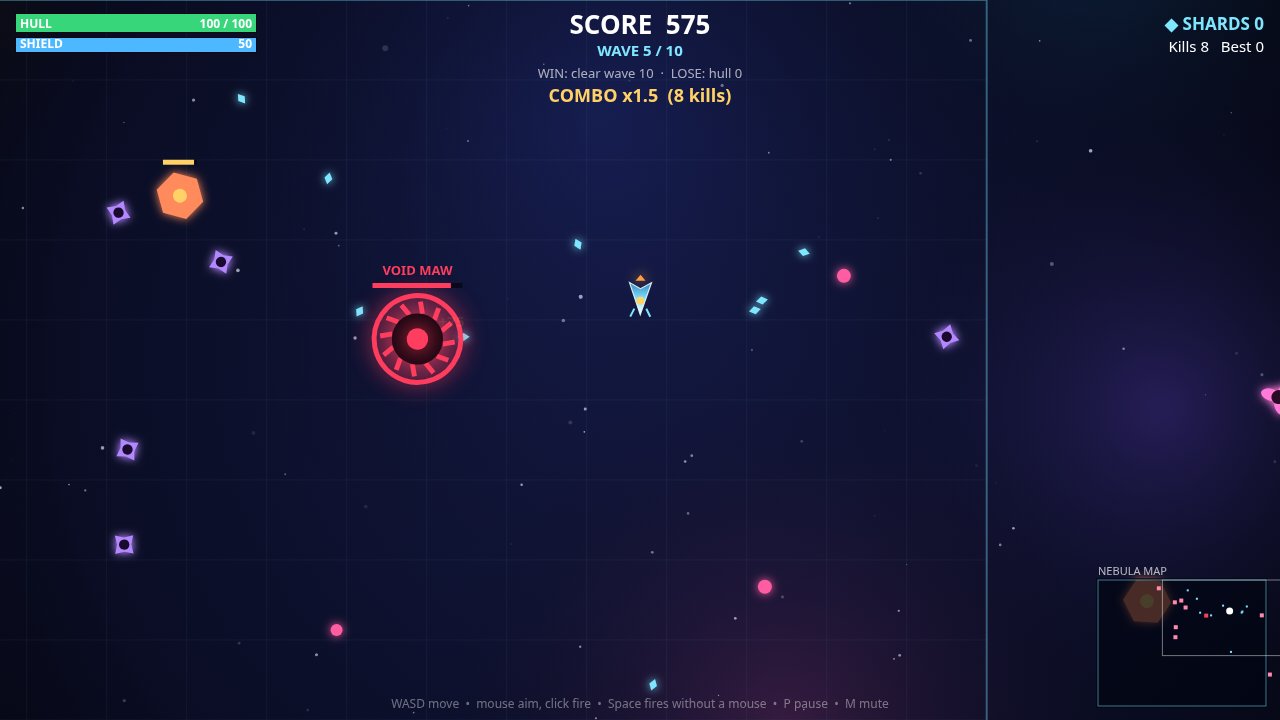 HULL 100 / 100
SHIELD 50
SCORE 575
WAVE 5 / 10
WIN: clear wave 10 · LOSE: hull 0
COMBO x1.5 (8 kills)
◆ SHARDS 0
Kills 8 Best 0
VOID MAW
NEBULA MAP
WASD move • mouse aim, click fire • Space fires without a mouse • P pause • M mute